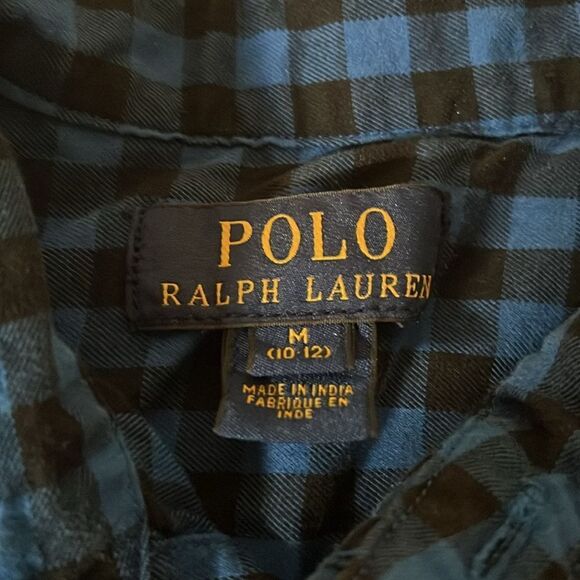 POLO
RALPH LAUREN
M
(10-12)
MADE IN INDIA
FABRIQUE EN
INDE